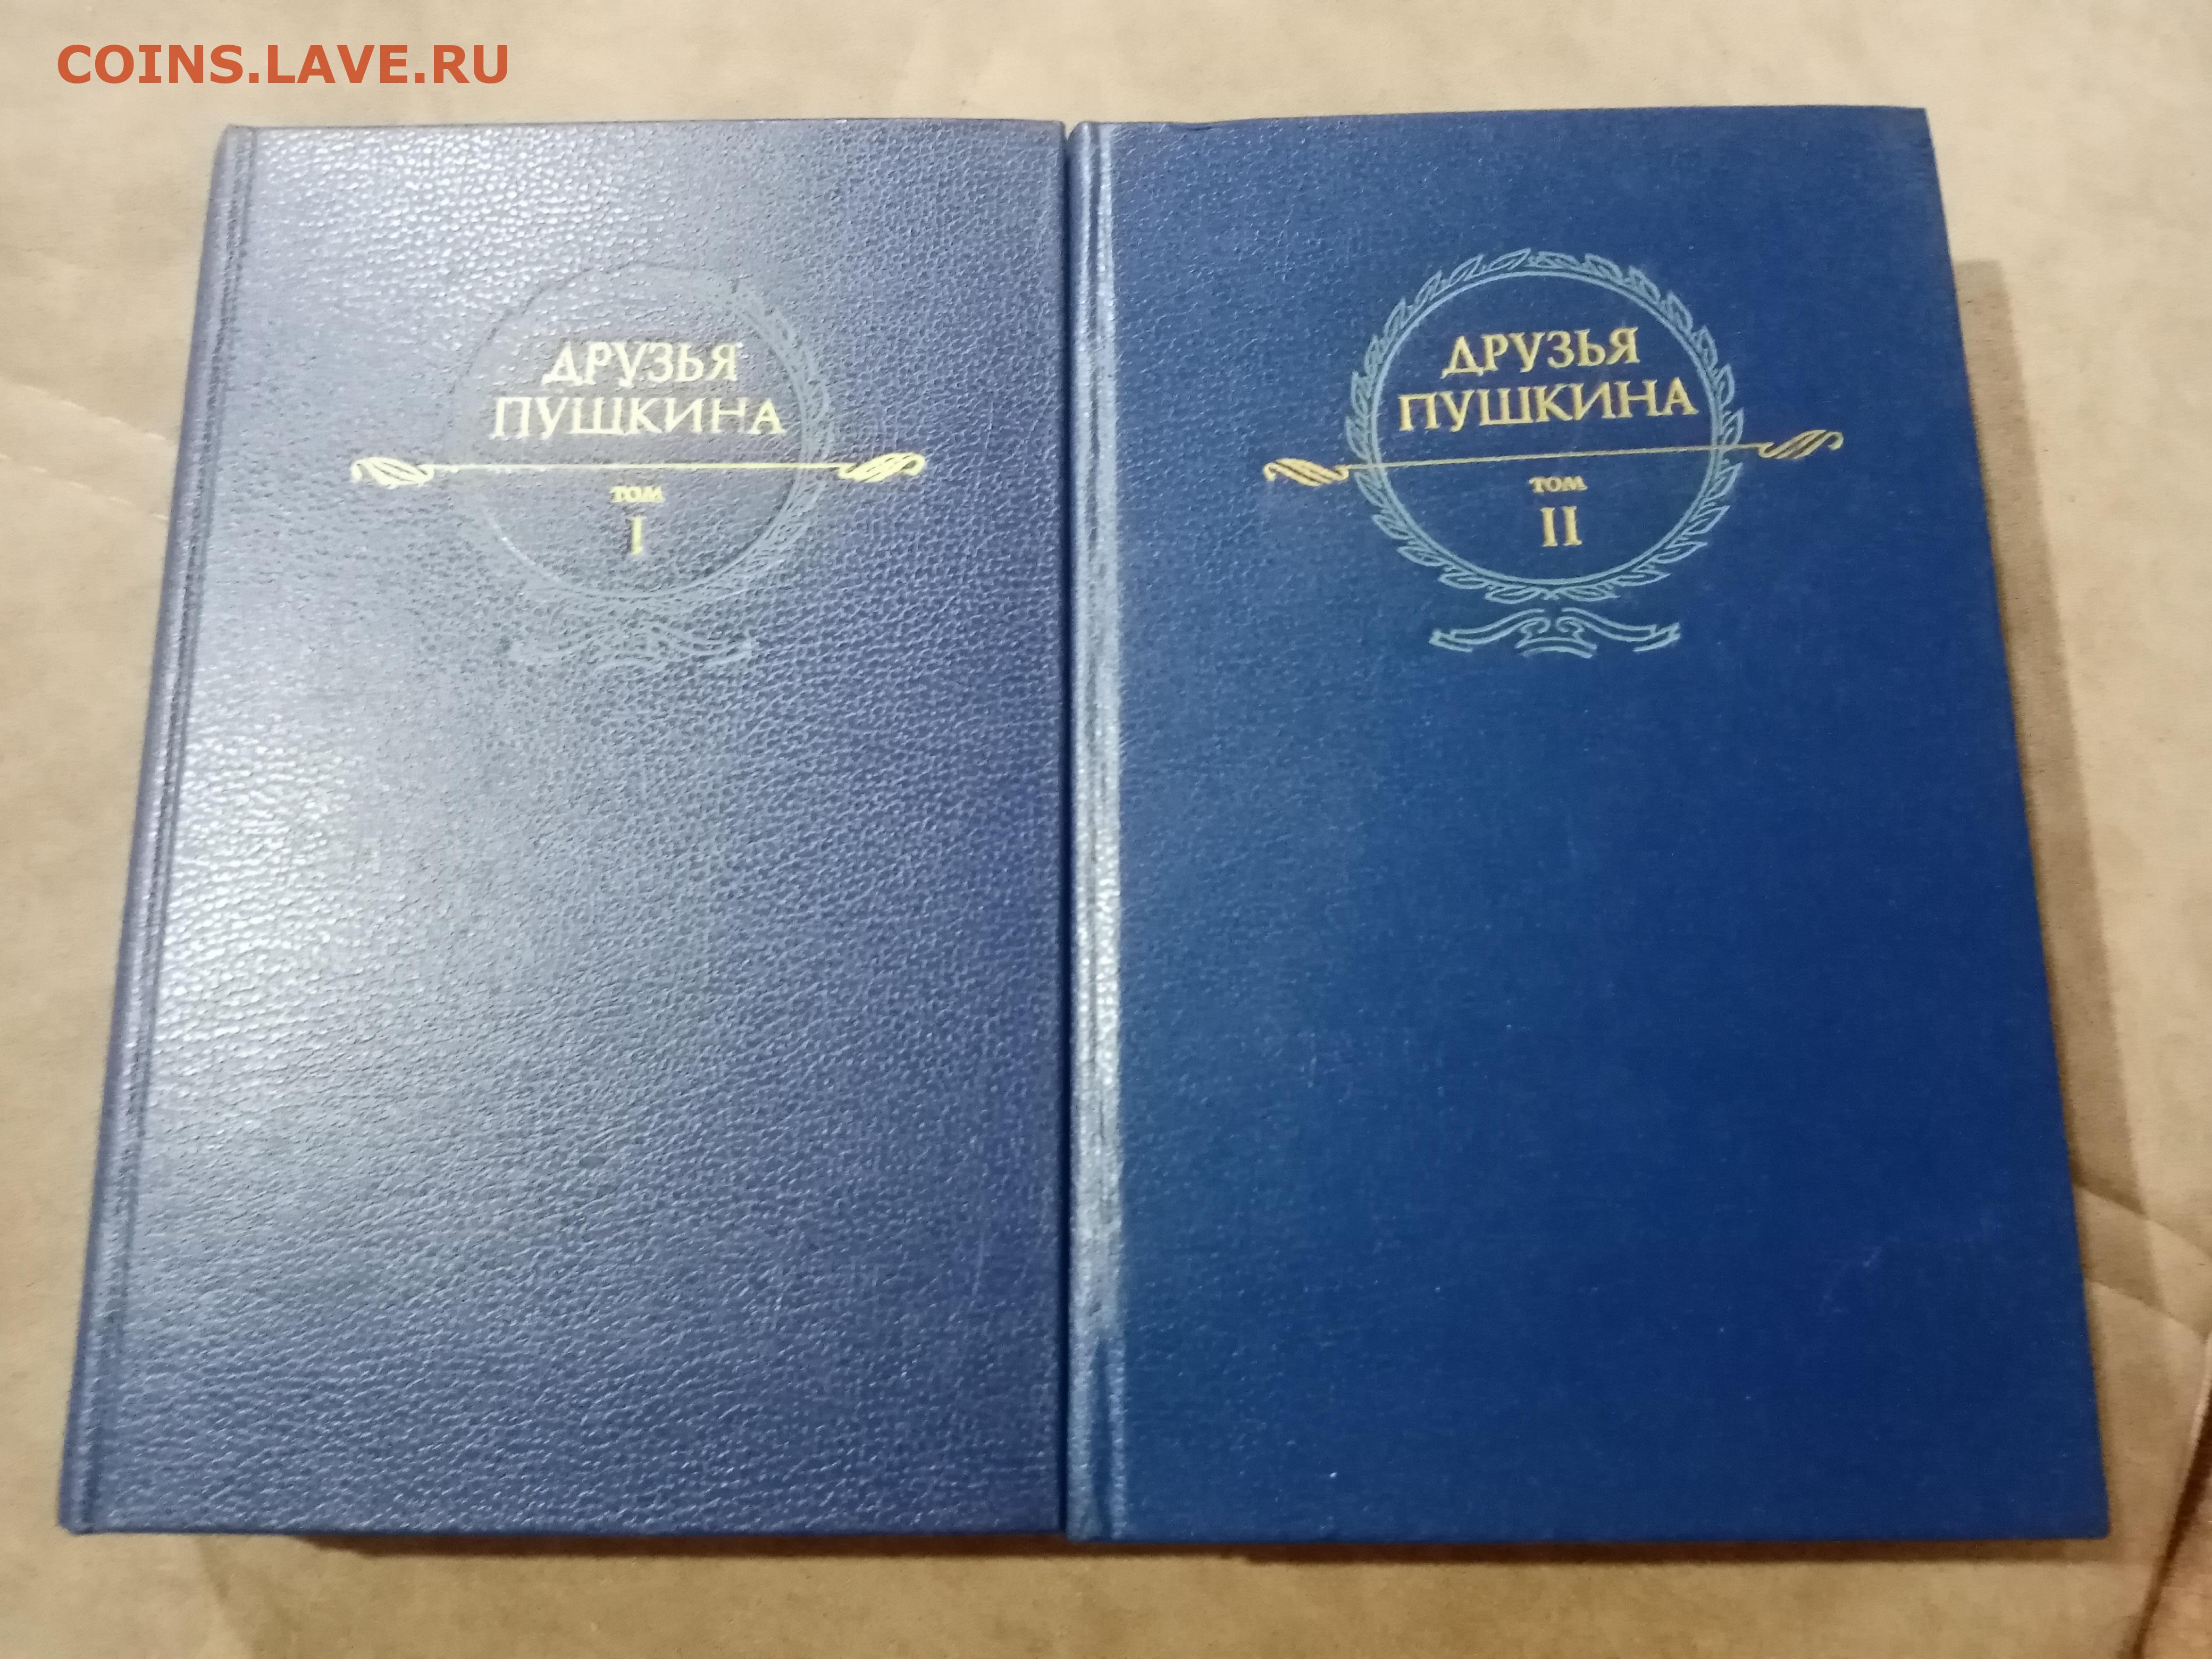 COINS.LAVE.RU
ДРУЗЬЯ
ПУШКИНА
ТОМ
I
ДРУЗЬЯ
ПУШКИНА
ТОМ
II